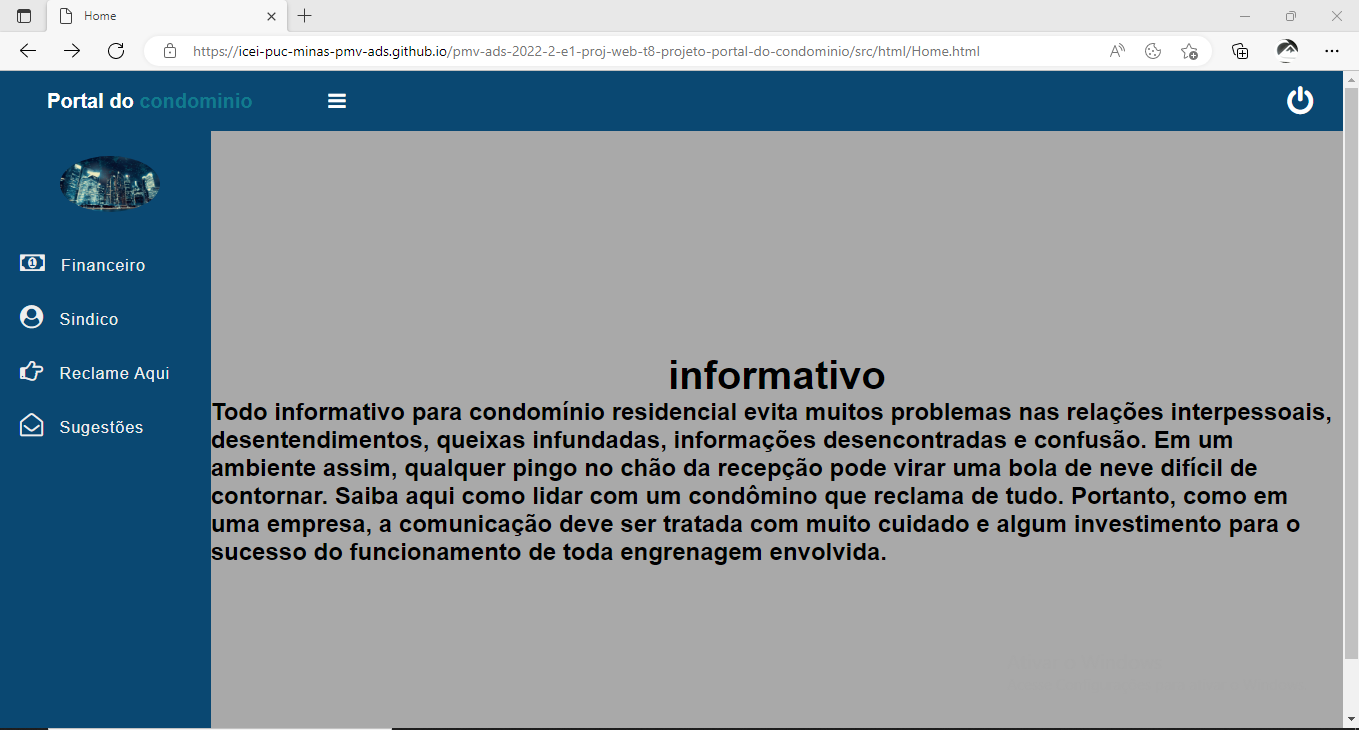 Home
https://icei-puc-minas-pmv-ads.github.io/pmv-ads-2022-2-e1-proj-web-t8-projeto-portal-do-condominio/src/html/Home.html
Portal do condominio
Financeiro
Sindico
Reclame Aqui
Sugestões
informativo
Todo informativo para condomínio residencial evita muitos problemas nas relações interpessoais,
desentendimentos, queixas infundadas, informações desencontradas e confusão. Em um
ambiente assim, qualquer pingo no chão da recepção pode virar uma bola de neve difícil de
contornar. Saiba aqui como lidar com um condômino que reclama de tudo. Portanto, como em
uma empresa, a comunicação deve ser tratada com muito cuidado e algum investimento para o
sucesso do funcionamento de toda engrenagem envolvida.